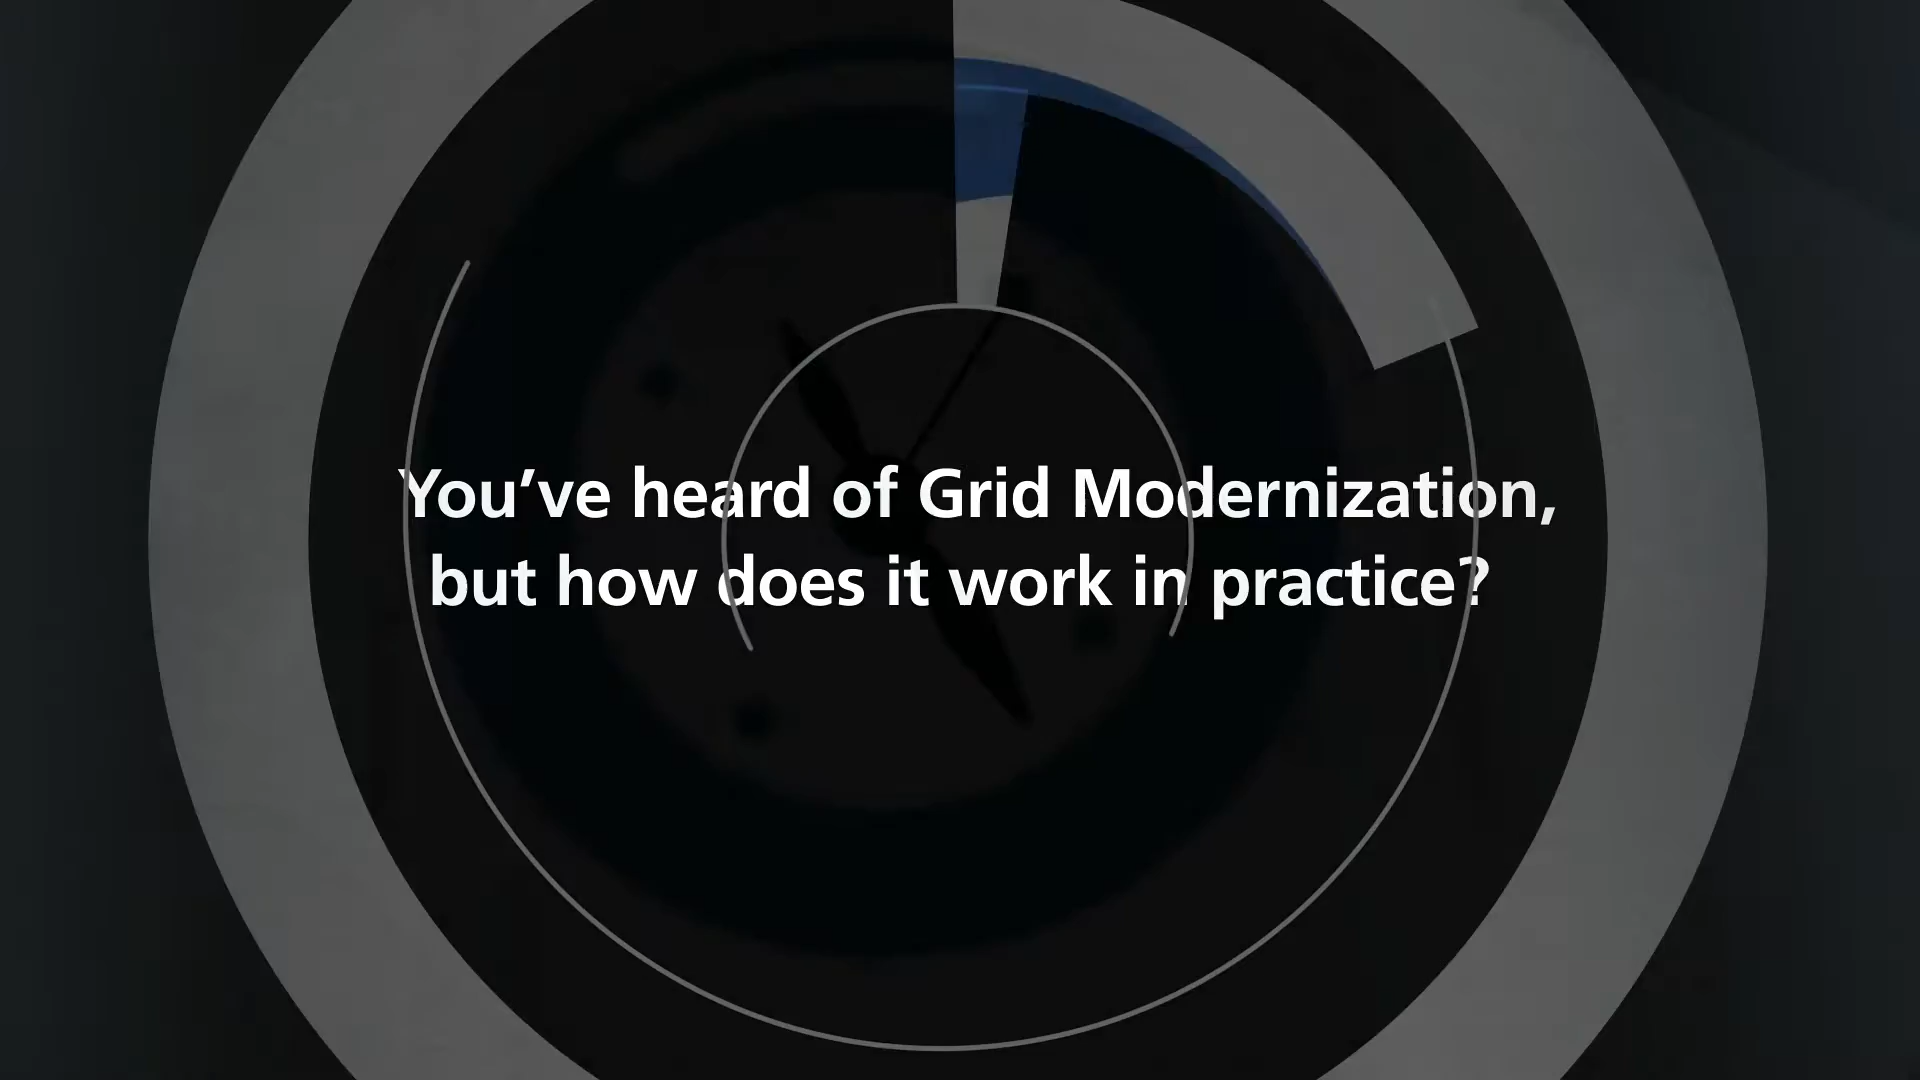 You’ve heard of Grid Modernization,
but how does it work in practice?